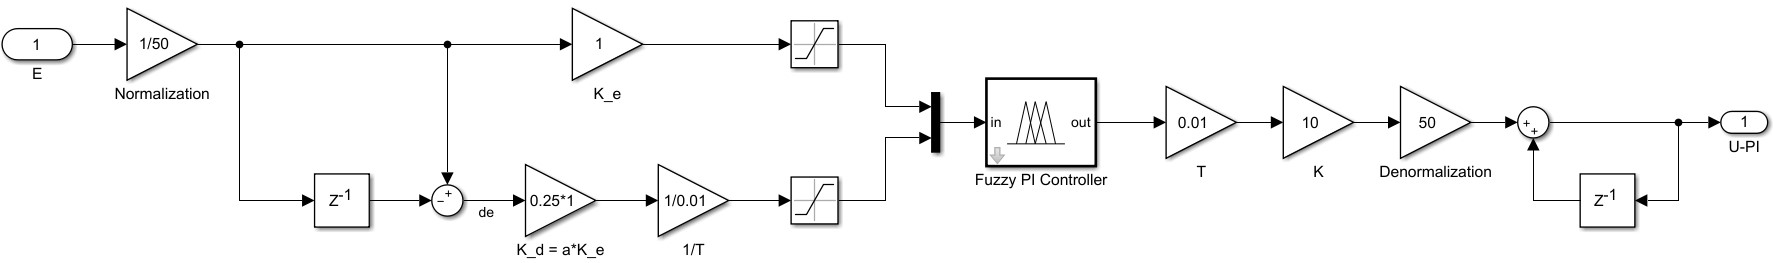 1
E
1/50
Normalization
1
K_e
Z-1
+
−
de
0.25*1
K_d = a*K_e
1/0.01
1/T
in
out
Fuzzy PI Controller
0.01
T
10
K
50
Denormalization
+
+
Z-1
1
U-PI